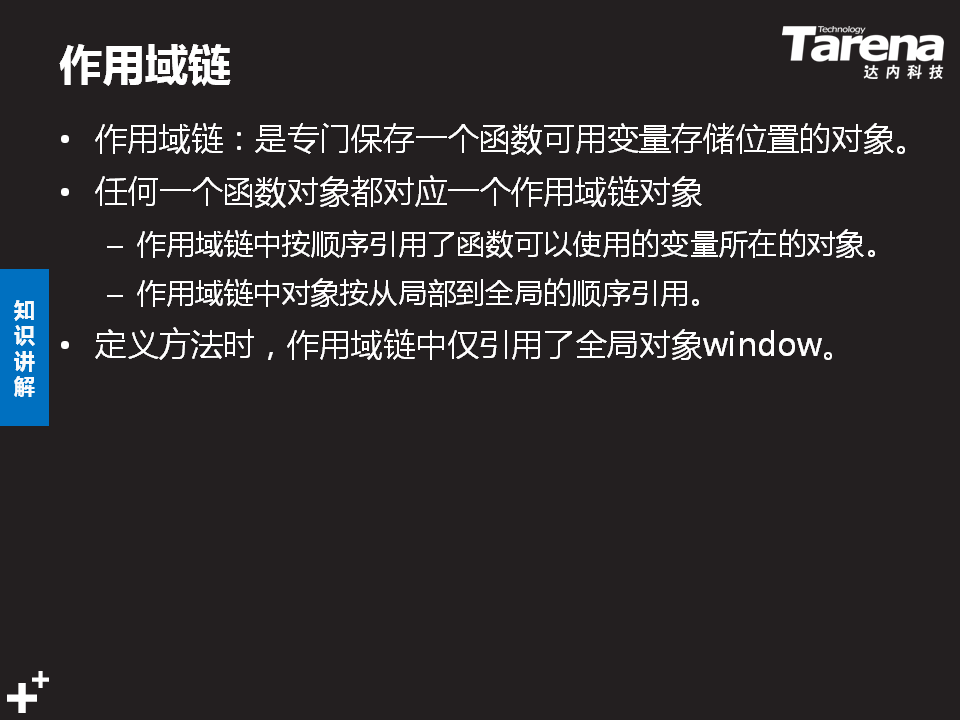 作用域链
Technology
Tarena
达内科技
• 作用域链：是专门保存一个函数可用变量存储位置的对象。
• 任何一个函数对象都对应一个作用域链对象
– 作用域链中按顺序引用了函数可以使用的变量所在的对象。
– 作用域链中对象按从局部到全局的顺序引用。
• 定义方法时，作用域链中仅引用了全局对象window。
知
识
讲
解